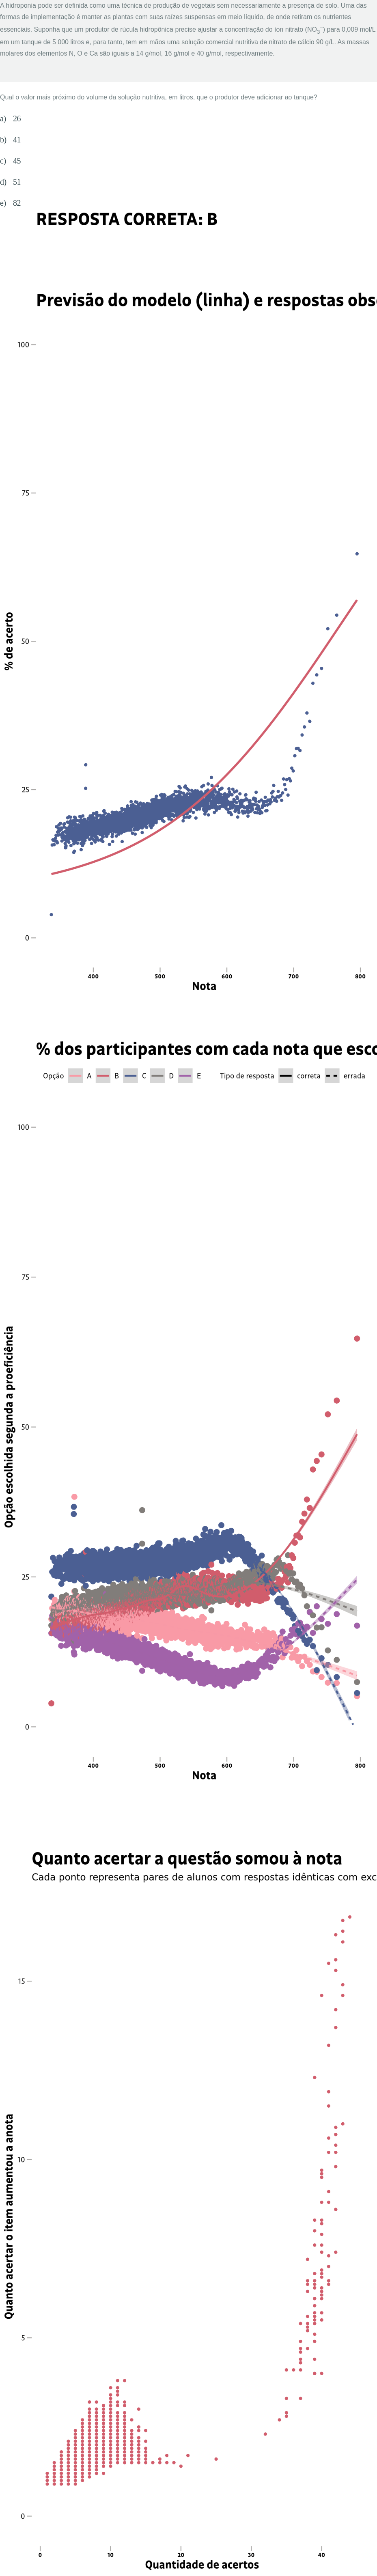 A hidroponia pode ser definida como uma técnica de produção de vegetais sem necessariamente a presença de solo. Uma das
formas de implementação é manter as plantas com suas raízes suspensas em meio líquido, de onde retiram os nutrientes
essenciais. Suponha que um produtor de rúcula hidropônica precise ajustar a concentração do íon nitrato (NO₃⁻) para 0,009 mol/L
em um tanque de 5 000 litros e, para tanto, tem em mãos uma solução comercial nutritiva de nitrato de cálcio 90 g/L. As massas
molares dos elementos N, O e Ca são iguais a 14 g/mol, 16 g/mol e 40 g/mol, respectivamente.
Qual o valor mais próximo do volume da solução nutritiva, em litros, que o produtor deve adicionar ao tanque?
a) 26
b) 41
c) 45
d) 51
e) 82
RESPOSTA CORRETA: B
Previsão do modelo (linha) e respostas obs
100
75
50
25
0
% de acerto
400 500 600 700 800
Nota
% dos participantes com cada nota que esco
Opção A B C D E Tipo de resposta correta errada
100
75
50
25
0
Opção escolhida segunda a proeficiência
400 500 600 700 800
Nota
Quanto acertar a questão somou à nota
Cada ponto representa pares de alunos com respostas idênticas com exc
15
10
5
0
Quanto acertar o item aumentou a anota
0 10 20 30 40
Quantidade de acertos